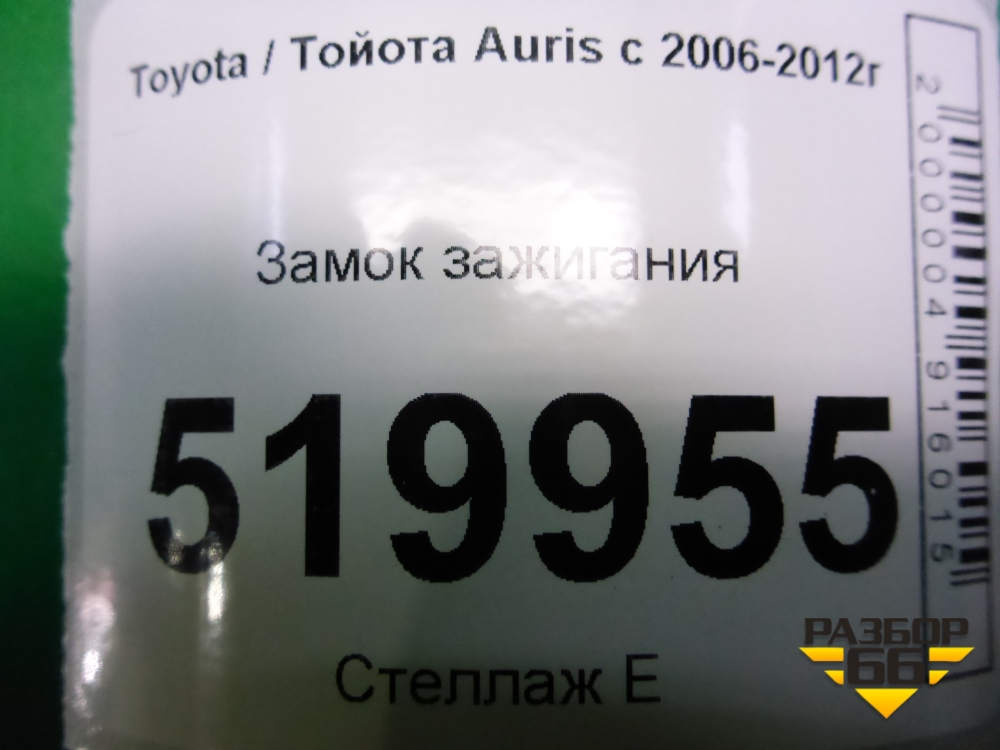 Toyota / Тойота Auris с 2006-2012г
Замок зажигания
519955
Стеллаж Е
2000004916015
РАЗБОР
66